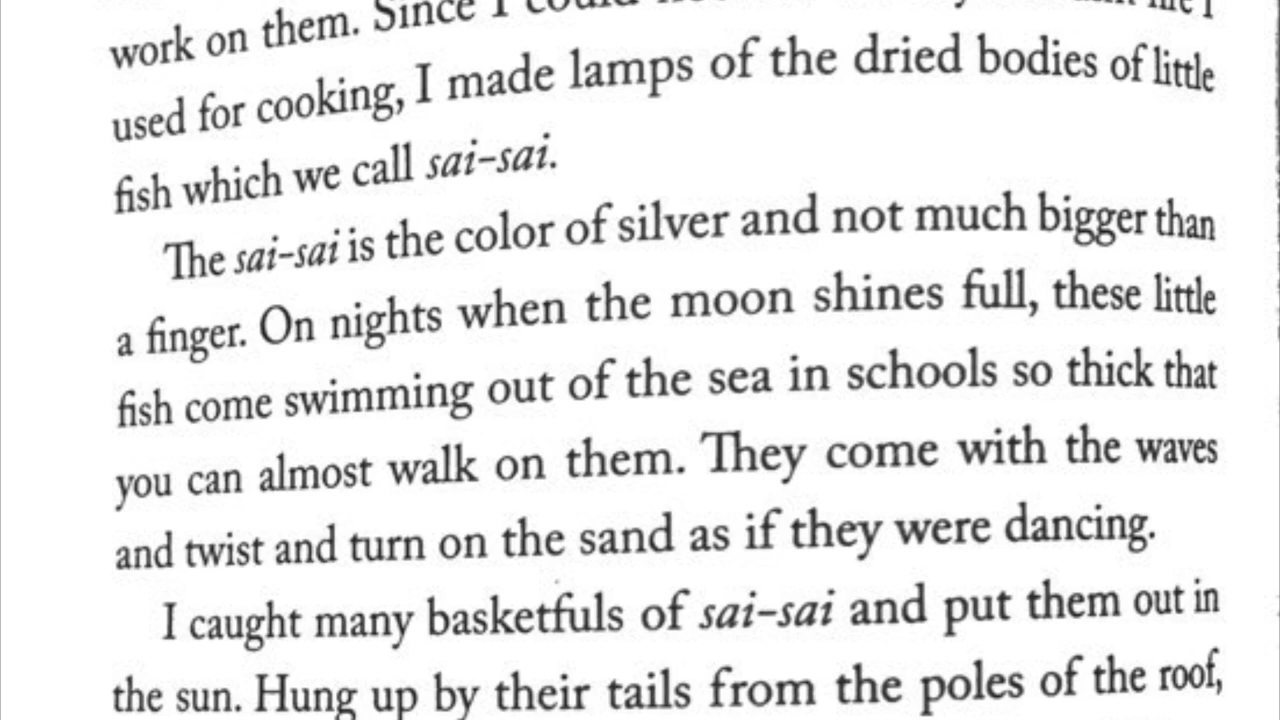 work on them. Since I could
used for cooking, I made lamps of the dried bodies of little
fish which we call sai-sai.
The sai-sai is the color of silver and not much bigger than
a finger. On nights when the moon shines full, these little
fish come swimming out of the sea in schools so thick that
you can almost walk on them. They come with the waves
and twist and turn on the sand as if they were dancing.
I caught many basketfuls of sai-sai and put them out in
the sun. Hung up by their tails from the poles of the roof,